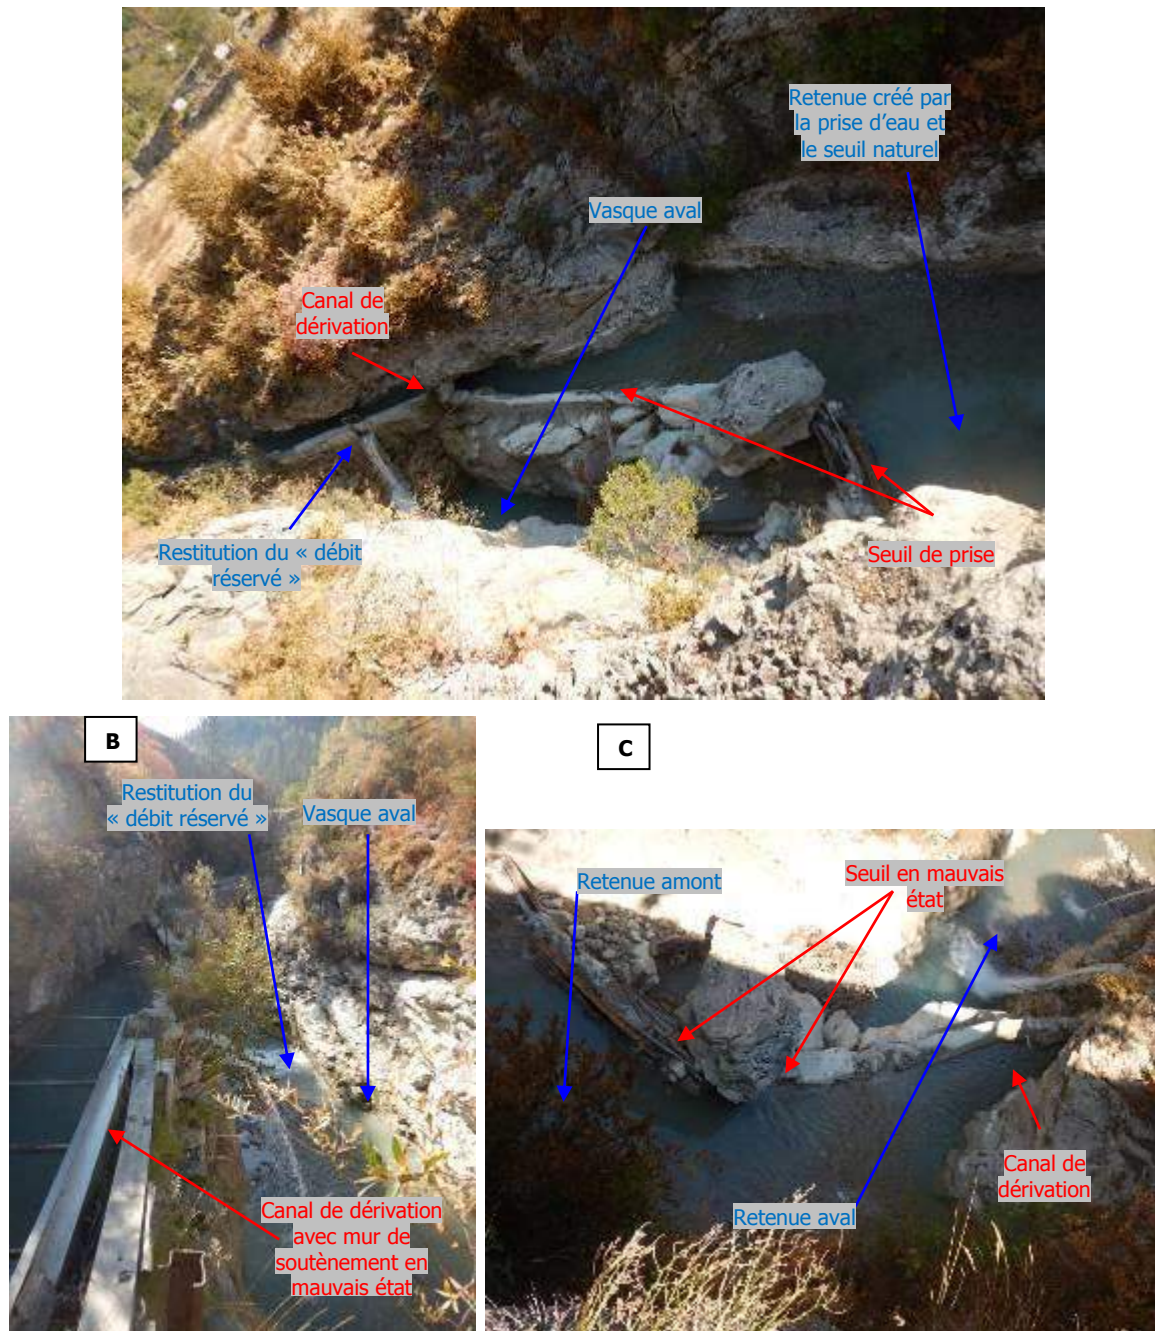 Retenue créé par
la prise d'eau et
le seuil naturel
Vasque aval
Canal de
dérivation
Restitution du « débit
réservé »
Seuil de prise
B
C
Restitution du
« débit réservé »
Vasque aval
Canal de dérivation
avec mur de
soutènement en
mauvais état
Retenue amont
Seuil en mauvais
état
Canal de
dérivation
Retenue aval